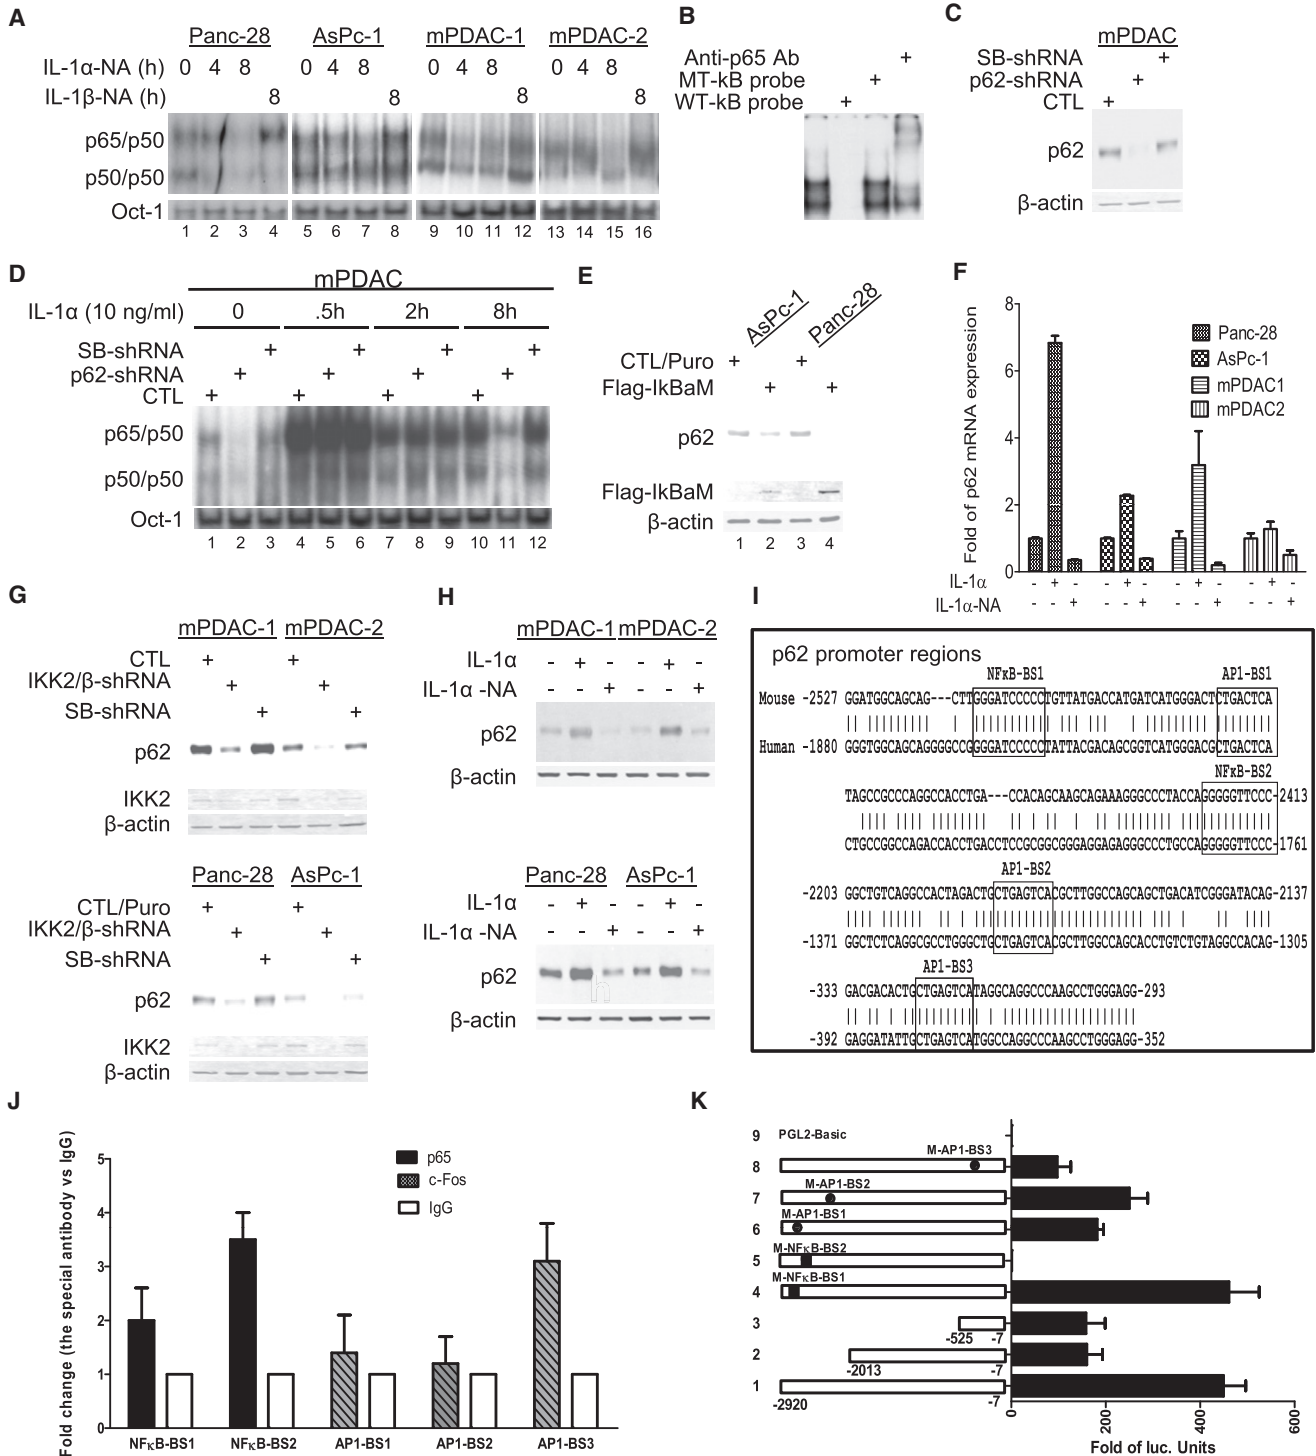 A
Panc-28 AsPc-1 mPDAC-1 mPDAC-2
IL-1α-NA (h) 0 4 8 0 4 8 0 4 8 0 4 8
IL-1β-NA (h) 8 8 8 8
p65/p50
p50/p50
Oct-1
1 2 3 4 5 6 7 8 9 10 11 12 13 14 15 16
B
Anti-p65 Ab +
MT-kB probe +
WT-kB probe +
C
mPDAC
SB-shRNA +
p62-shRNA +
CTL +
p62
β-actin
D
mPDAC
IL-1α (10 ng/ml) 0 .5h 2h 8h
SB-shRNA + + + +
p62-shRNA + + + +
CTL + + + +
p65/p50
p50/p50
Oct-1
1 2 3 4 5 6 7 8 9 10 11 12
E
AsPc-1 Panc-28
CTL/Puro + +
Flag-IkBaM + +
p62
Flag-IkBaM
β-actin
1 2 3 4
F
Fold of p62 mRNA expression
8
6
4
2
0
Panc-28
AsPc-1
mPDAC1
mPDAC2
IL-1α - + - - + - - + - - + -
IL-1α-NA - - + - - + - - + - - +
G
mPDAC-1 mPDAC-2
CTL + +
IKK2/β-shRNA + +
SB-shRNA + +
p62
IKK2
β-actin
Panc-28 AsPc-1
CTL/Puro + +
IKK2/β-shRNA + +
SB-shRNA + +
p62
IKK2
β-actin
H
mPDAC-1 mPDAC-2
IL-1α - + - - + -
IL-1α -NA - - + - - +
p62
β-actin
Panc-28 AsPc-1
IL-1α - + - - + -
IL-1α -NA - - + - - +
p62
h
β-actin
I
p62 promoter regions
NFκB-BS1 AP1-BS1
Mouse -2527 GGATGGCAGCAG---CTTGGGATCCCCCTGTTATGACCATGATCATGGGACTCTGACTCA
Human -1880 GGGTGGCAGCAGGGGCCGGGGATCCCCCTATTACGACAGCGGTCATGGGACGCTGACTCA
NFκB-BS2
TAGCCGCCCAGGCCACCTGA---CCACAGCAAGCAGAAAGGGCCCTACCAGGGGGTTCCC-2413
CTGCCGGCCAGACCACCTGACCTCCGCGGCGCGGGAGGAGAGGGCCCTGCCAGGGGGTTCCC-1761
AP1-BS2
-2203 GGCTGTCAGGCCACTAGACTGCTGAGTCACGCTTGGCCAGCAGCTGACATCGGGATACAG-2137
-1371 GGCTCTCAGGCGCCTGGGCTGCTGAGTCACGCTTGGCCAGCACCTGTCTGTAGGCCACAG-1305
AP1-BS3
-333 GACGACACTGCTGAGTCATAGGCAGGCCCAAGCCTGGGAGG-293
-392 GAGGATATTGCTGAGTCATGGCCAGGCCCAAGCCTGGGAGG-352
J
Fold change (the special antibody vs IgG)
5
4
3
2
1
0
p65
c-Fos
IgG
NFκB-BS1 NFκB-BS2 AP1-BS1 AP1-BS2 AP1-BS3
K
9 PGL2-Basic
M-AP1-BS3
8
M-AP1-BS2
7
M-AP1-BS1
6
M-NFκB-BS2
5
M-NFκB-BS1
4
3
-525 -7
2
-2013 -7
1
-2920 -7
0 200 400 600
Fold of luc. Units